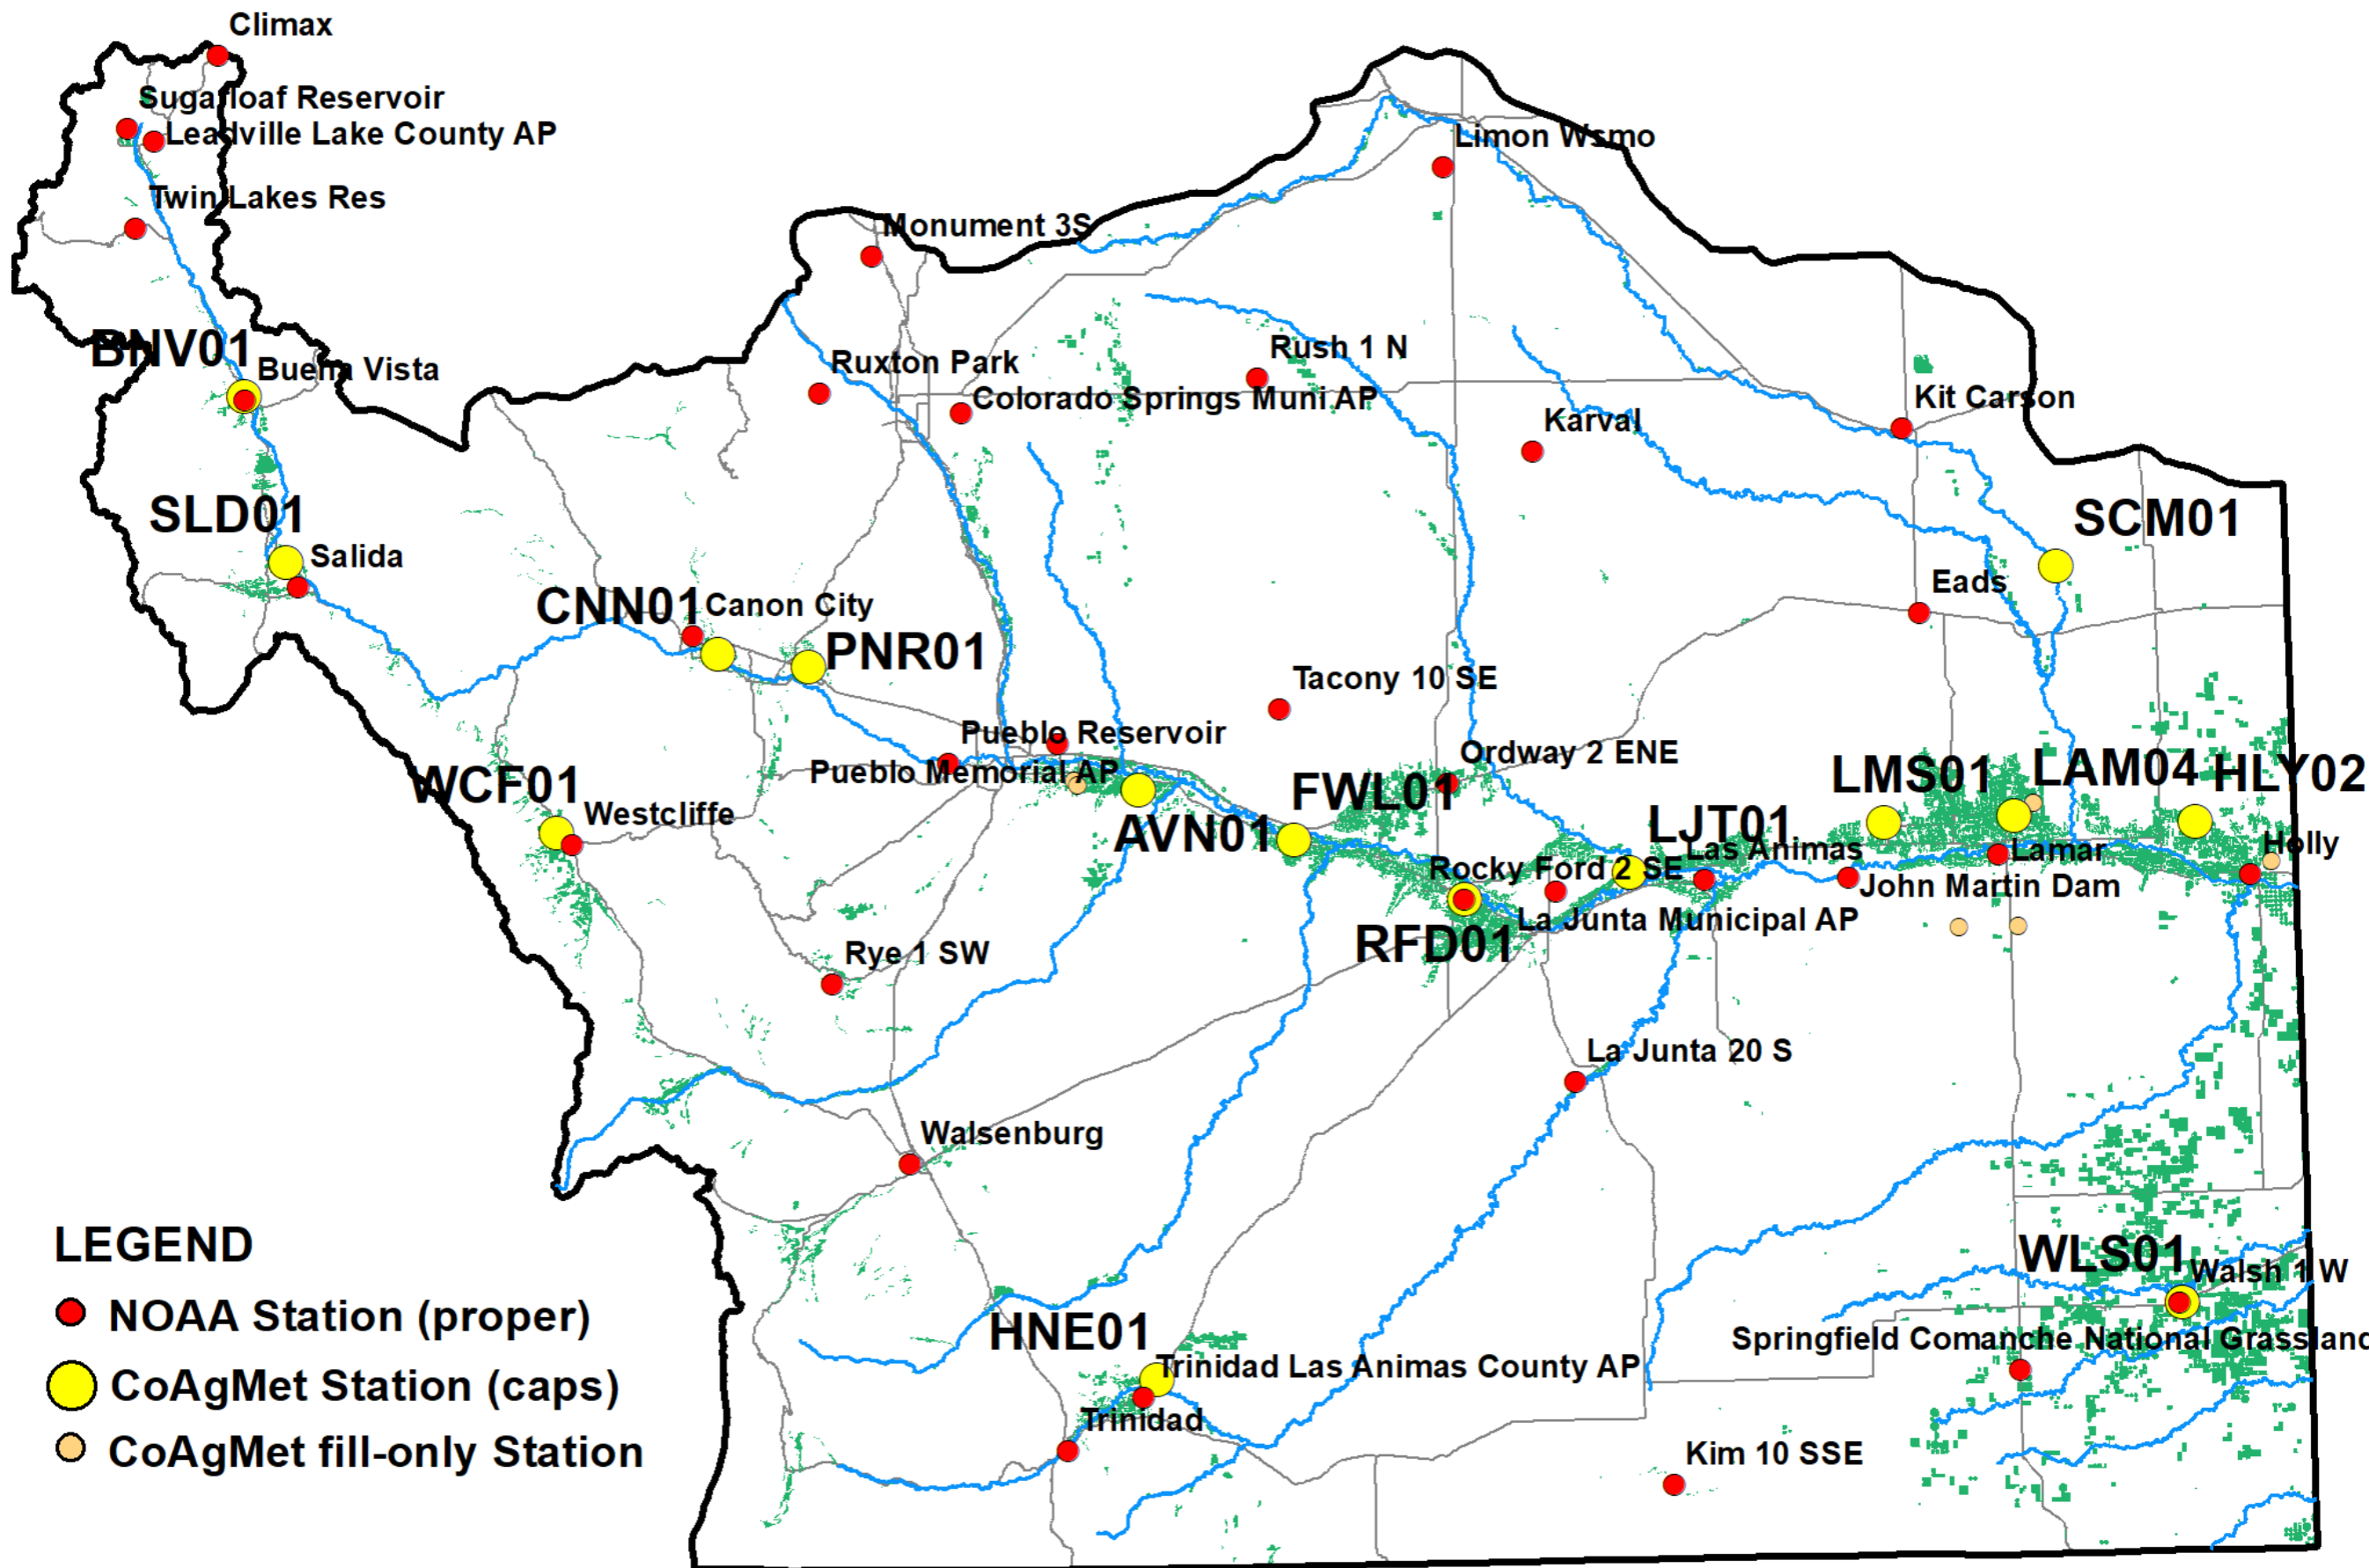 Climax
Sugarloaf Reservoir
Leadville Lake County AP
Limon Wsmo
Twin Lakes Res
Monument 3S
BNV01
Buena Vista
Ruxton Park
Rush 1 N
Colorado Springs Muni AP
Kit Carson
Karval
SLD01
Salida
SCM01
Eads
CNN01
Canon City
PNR01
Tacony 10 SE
Pueblo Reservoir
Pueblo Memorial AP
Ordway 2 ENE
WCF01
Westcliffe
AVN01
FWL01
LJT01
LMS01
LAM04
HLY02
Las Animas
Lamar
Holly
Rocky Ford 2 SE
John Martin Dam
La Junta Municipal AP
RFD01
Rye 1 SW
La Junta 20 S
Walsenburg
LEGEND
NOAA Station (proper)
CoAgMet Station (caps)
CoAgMet fill-only Station
WLS01
Walsh 1 W
HNE01
Springfield Comanche National Grassland
Trinidad Las Animas County AP
Trinidad
Kim 10 SSE